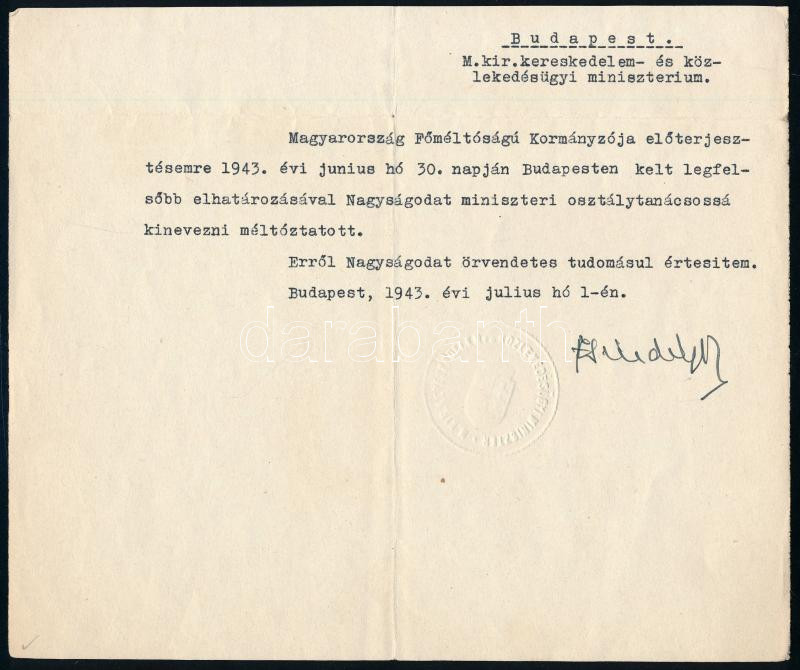 Budapest.
M.kir.kereskedelem- és köz-
lekedésügyi miniszterium.
Magyarország Főméltóságú Kormányzója előterjesz-
tésemre 1943. évi junius hó 30. napján Budapesten kelt legfel-
sőbb elhatározásával Nagyságodat miniszteri osztálytanácsossá
kinevezni méltóztatott.
Erről Nagyságodat örvendetes tudomásul értesitem.
Budapest, 1943. évi julius hó 1-én.
darabanth